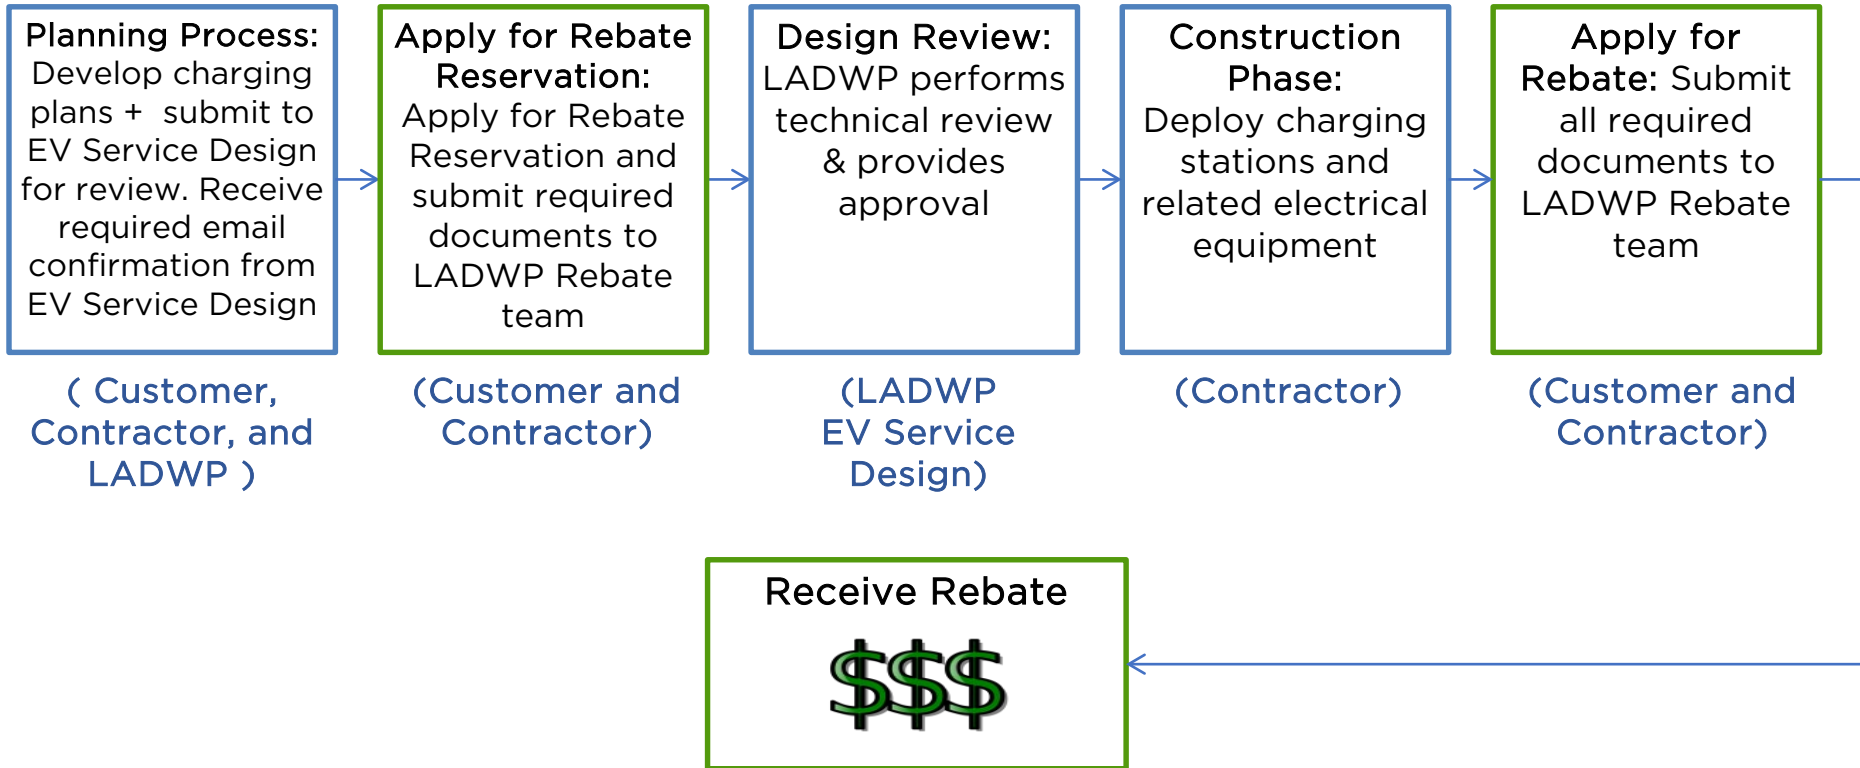 Planning Process:
Develop charging
plans + submit to
EV Service Design
for review. Receive
required email
confirmation from
EV Service Design
( Customer,
Contractor, and
LADWP )
Apply for Rebate
Reservation:
Apply for Rebate
Reservation and
submit required
documents to
LADWP Rebate
team
(Customer and
Contractor)
Design Review:
LADWP performs
technical review
& provides
approval
(LADWP
EV Service
Design)
Construction
Phase:
Deploy charging
stations and
related electrical
equipment
(Contractor)
Apply for
Rebate: Submit
all required
documents to
LADWP Rebate
team
(Customer and
Contractor)
Receive Rebate
$$$